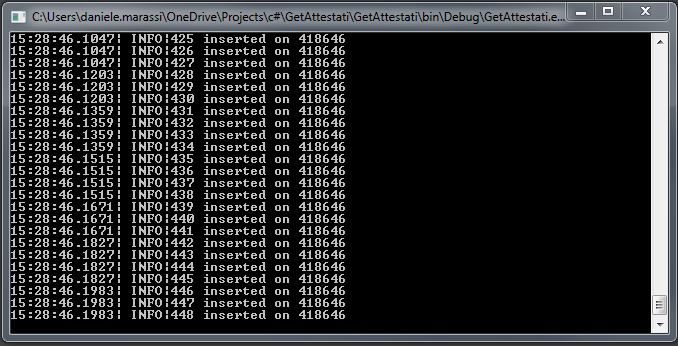 C:\Users\daniele.marassi\OneDrive\Projects\c#\GetAttestati\GetAttestati\bin\Debug\GetAttestati.e...
15:28:46.1047¦ INFO¦425 inserted on 418646
15:28:46.1047¦ INFO¦426 inserted on 418646
15:28:46.1047¦ INFO¦427 inserted on 418646
15:28:46.1203¦ INFO¦428 inserted on 418646
15:28:46.1203¦ INFO¦429 inserted on 418646
15:28:46.1203¦ INFO¦430 inserted on 418646
15:28:46.1359¦ INFO¦431 inserted on 418646
15:28:46.1359¦ INFO¦432 inserted on 418646
15:28:46.1359¦ INFO¦433 inserted on 418646
15:28:46.1359¦ INFO¦434 inserted on 418646
15:28:46.1515¦ INFO¦435 inserted on 418646
15:28:46.1515¦ INFO¦436 inserted on 418646
15:28:46.1515¦ INFO¦437 inserted on 418646
15:28:46.1515¦ INFO¦438 inserted on 418646
15:28:46.1671¦ INFO¦439 inserted on 418646
15:28:46.1671¦ INFO¦440 inserted on 418646
15:28:46.1671¦ INFO¦441 inserted on 418646
15:28:46.1827¦ INFO¦442 inserted on 418646
15:28:46.1827¦ INFO¦443 inserted on 418646
15:28:46.1827¦ INFO¦444 inserted on 418646
15:28:46.1827¦ INFO¦445 inserted on 418646
15:28:46.1983¦ INFO¦446 inserted on 418646
15:28:46.1983¦ INFO¦447 inserted on 418646
15:28:46.1983¦ INFO¦448 inserted on 418646